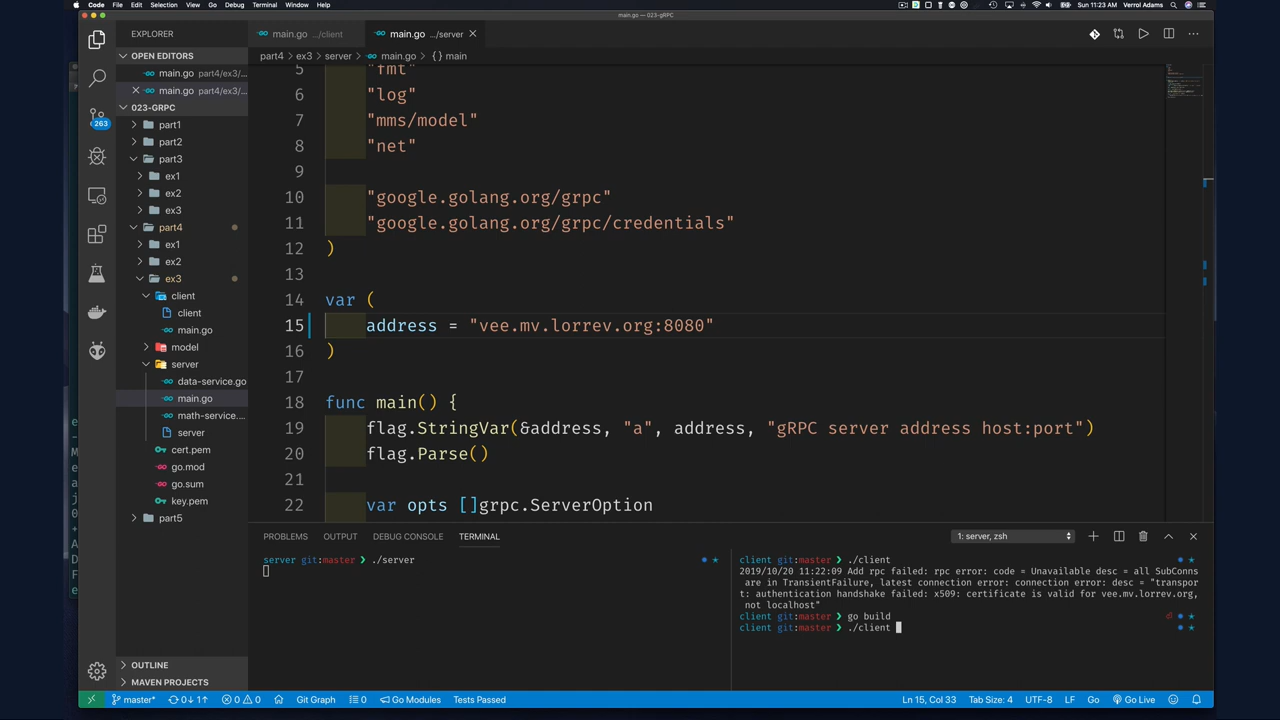 Code File Edit Selection View Go Debug Terminal Window Help
Sun 11:23 AM Verrol Adams
main.go — 023-gRPC
EXPLORER
OPEN EDITORS
main.go part4/ex3/...
main.go part4/ex3/...
023-GRPC
part1
part2
part3
ex1
ex2
ex3
part4
ex1
ex2
ex3
client
client
main.go
model
server
data-service.go
main.go
math-service....
server
cert.pem
go.mod
go.sum
key.pem
part5
OUTLINE
MAVEN PROJECTS
263
main.go .../client
main.go .../server
part4 › ex3 › server › main.go › { } main
5 "fmt"
6 "log"
7 "mms/model"
8 "net"
9
10 "google.golang.org/grpc"
11 "google.golang.org/grpc/credentials"
12 )
13
14 var (
15 address = "vee.mv.lorrev.org:8080"
16 )
17
18 func main() {
19 flag.StringVar(&address, "a", address, "gRPC server address host:port")
20 flag.Parse()
21
22 var opts []grpc.ServerOption
PROBLEMS OUTPUT DEBUG CONSOLE TERMINAL
1: server, zsh
server git:master ❯ ./server
client git:master ❯ ./client
2019/10/20 11:22:09 Add rpc failed: rpc error: code = Unavailable desc = all SubConns
are in TransientFailure, latest connection error: connection error: desc = "transpor
t: authentication handshake failed: x509: certificate is valid for vee.mv.lorrev.org,
not localhost"
client git:master ❯ go build
client git:master ❯ ./client
master* 0↓ 1↑ 0 0 Git Graph 0 Go Modules Tests Passed
Ln 15, Col 33 Tab Size: 4 UTF-8 LF Go Go Live